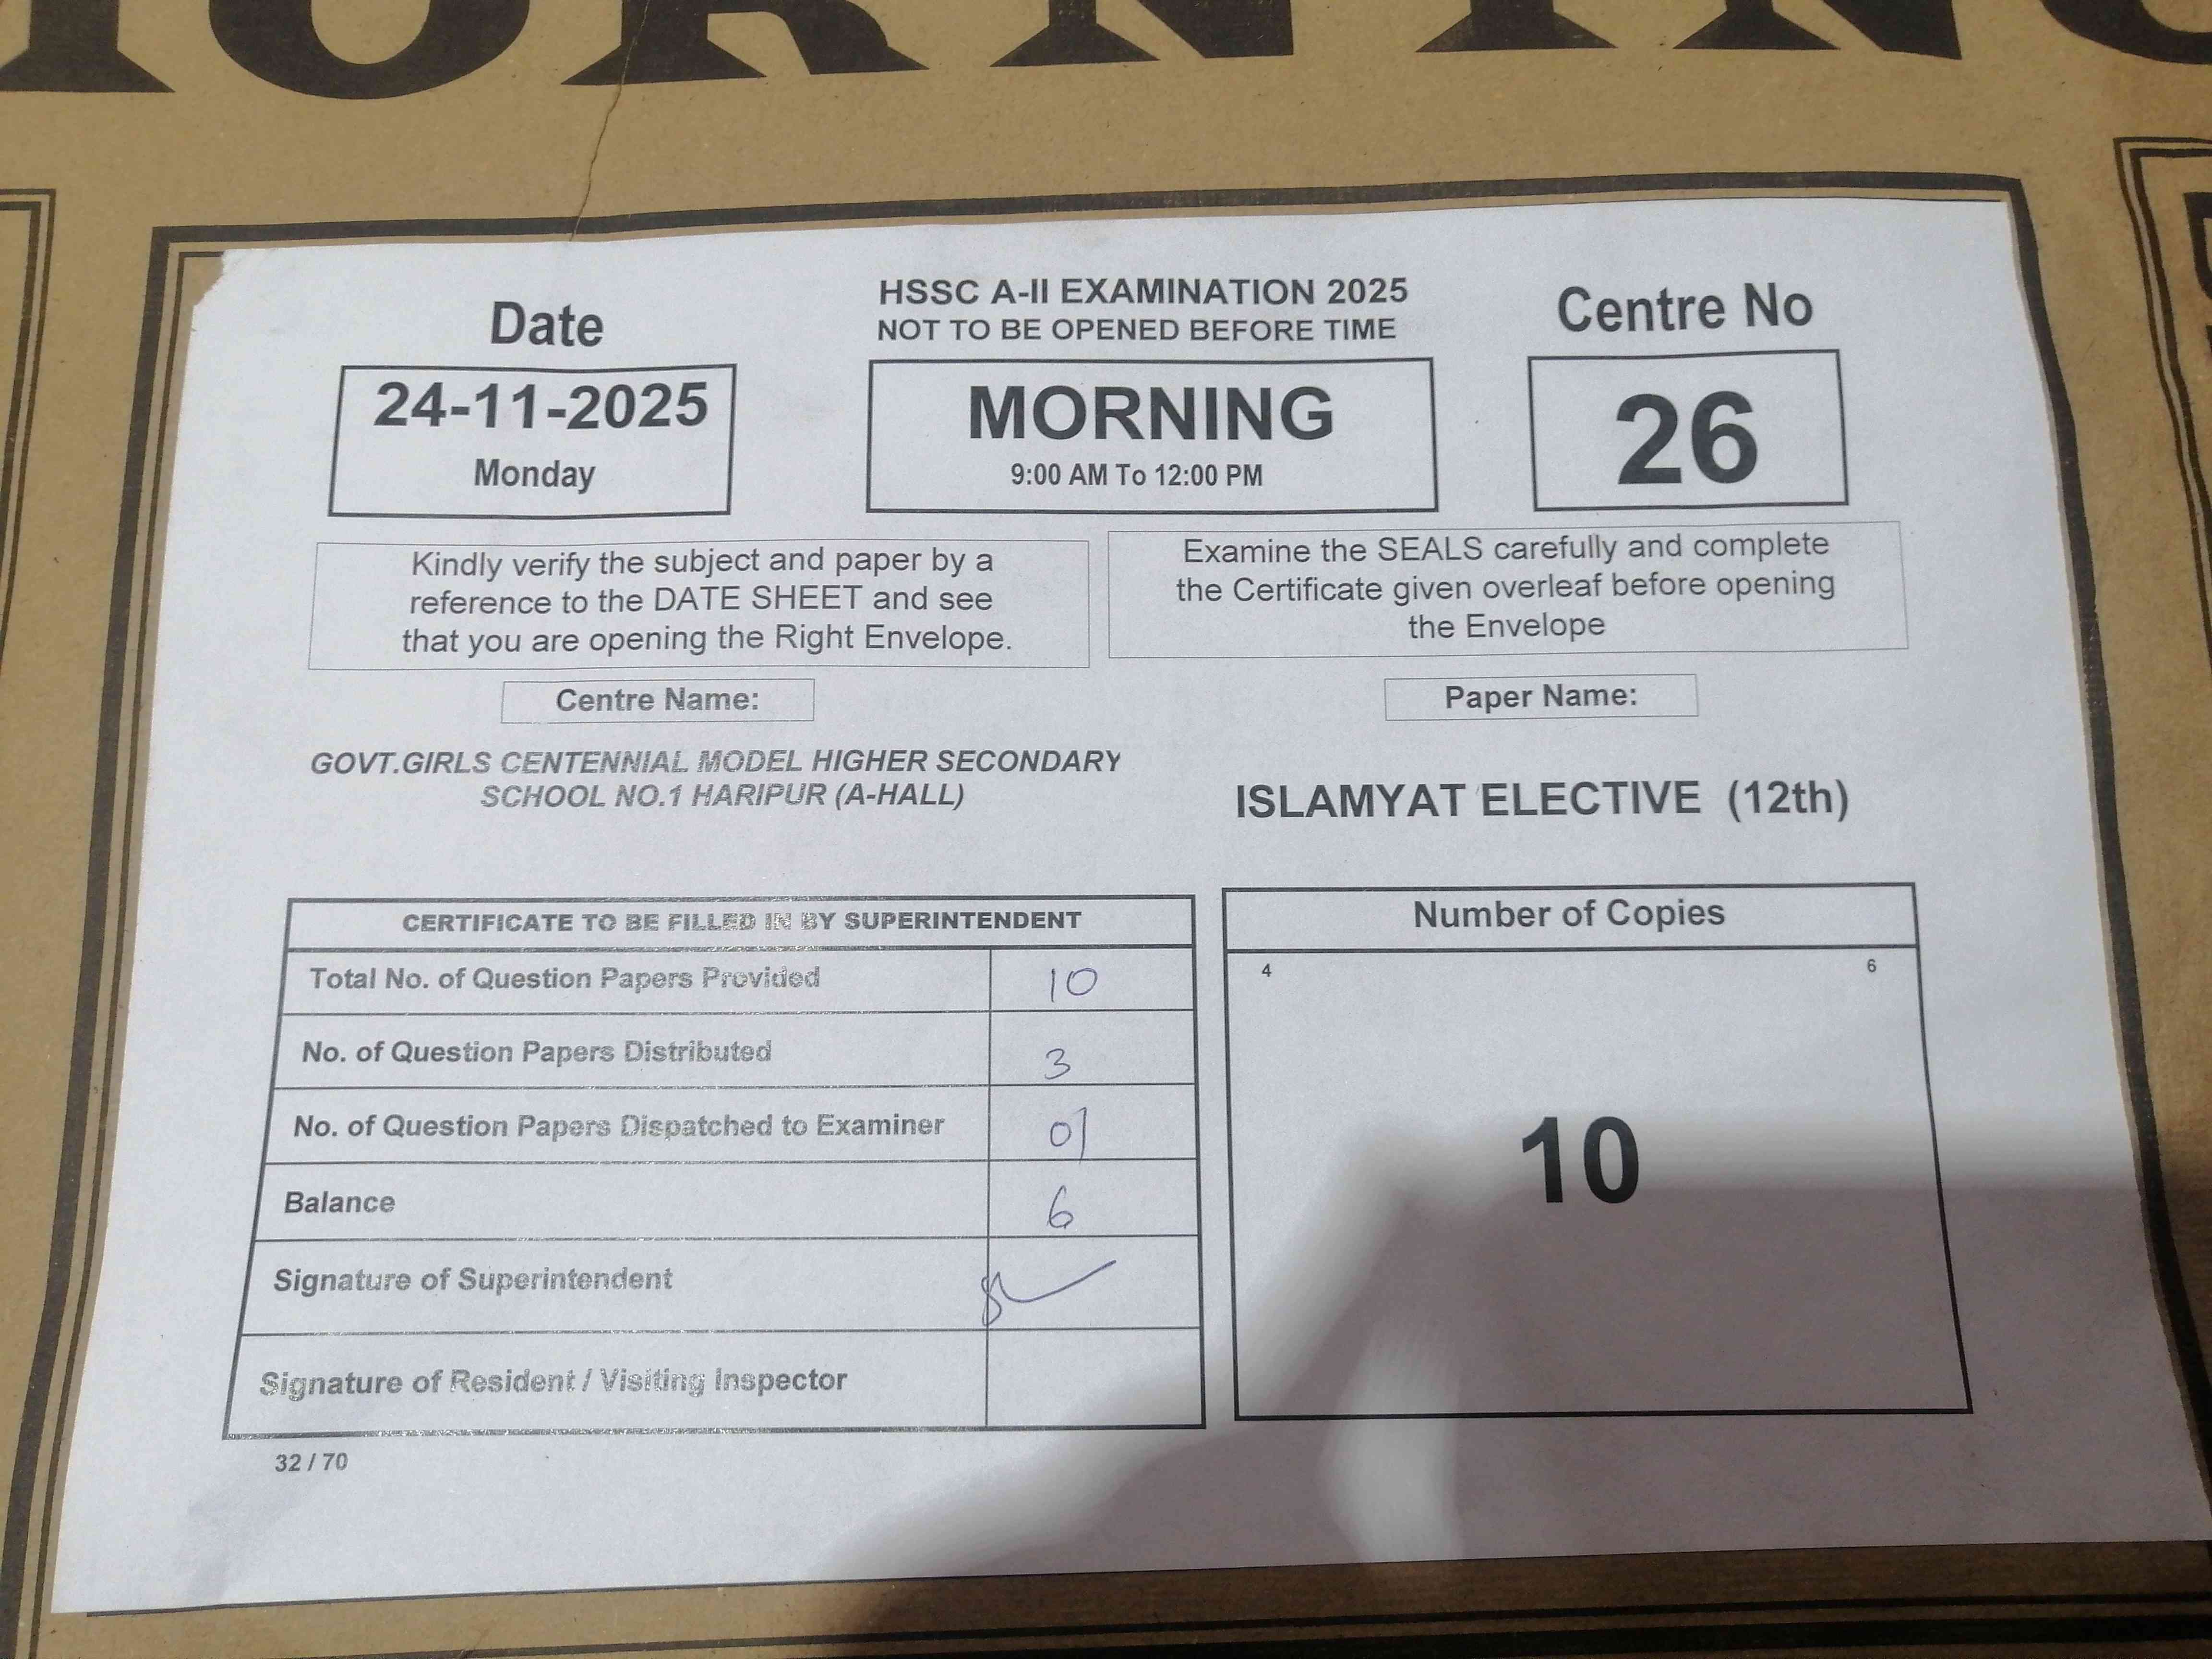 MORNING
HSSC A-II EXAMINATION 2025
NOT TO BE OPENED BEFORE TIME
Date
Centre No
24-11-2025
Monday
MORNING
9:00 AM To 12:00 PM
26
Kindly verify the subject and paper by a
reference to the DATE SHEET and see
that you are opening the Right Envelope.
Examine the SEALS carefully and complete
the Certificate given overleaf before opening
the Envelope
Centre Name:
Paper Name:
GOVT.GIRLS CENTENNIAL MODEL HIGHER SECONDARY
SCHOOL NO.1 HARIPUR (A-HALL)
ISLAMYAT ELECTIVE (12th)
CERTIFICATE TO BE FILLED IN BY SUPERINTENDENT
Total No. of Question Papers Provided 10
No. of Question Papers Distributed 3
No. of Question Papers Dispatched to Examiner 01
Balance 6
Signature of Superintendent
Signature of Resident / Visiting Inspector
Number of Copies
4 6
10
32 / 70